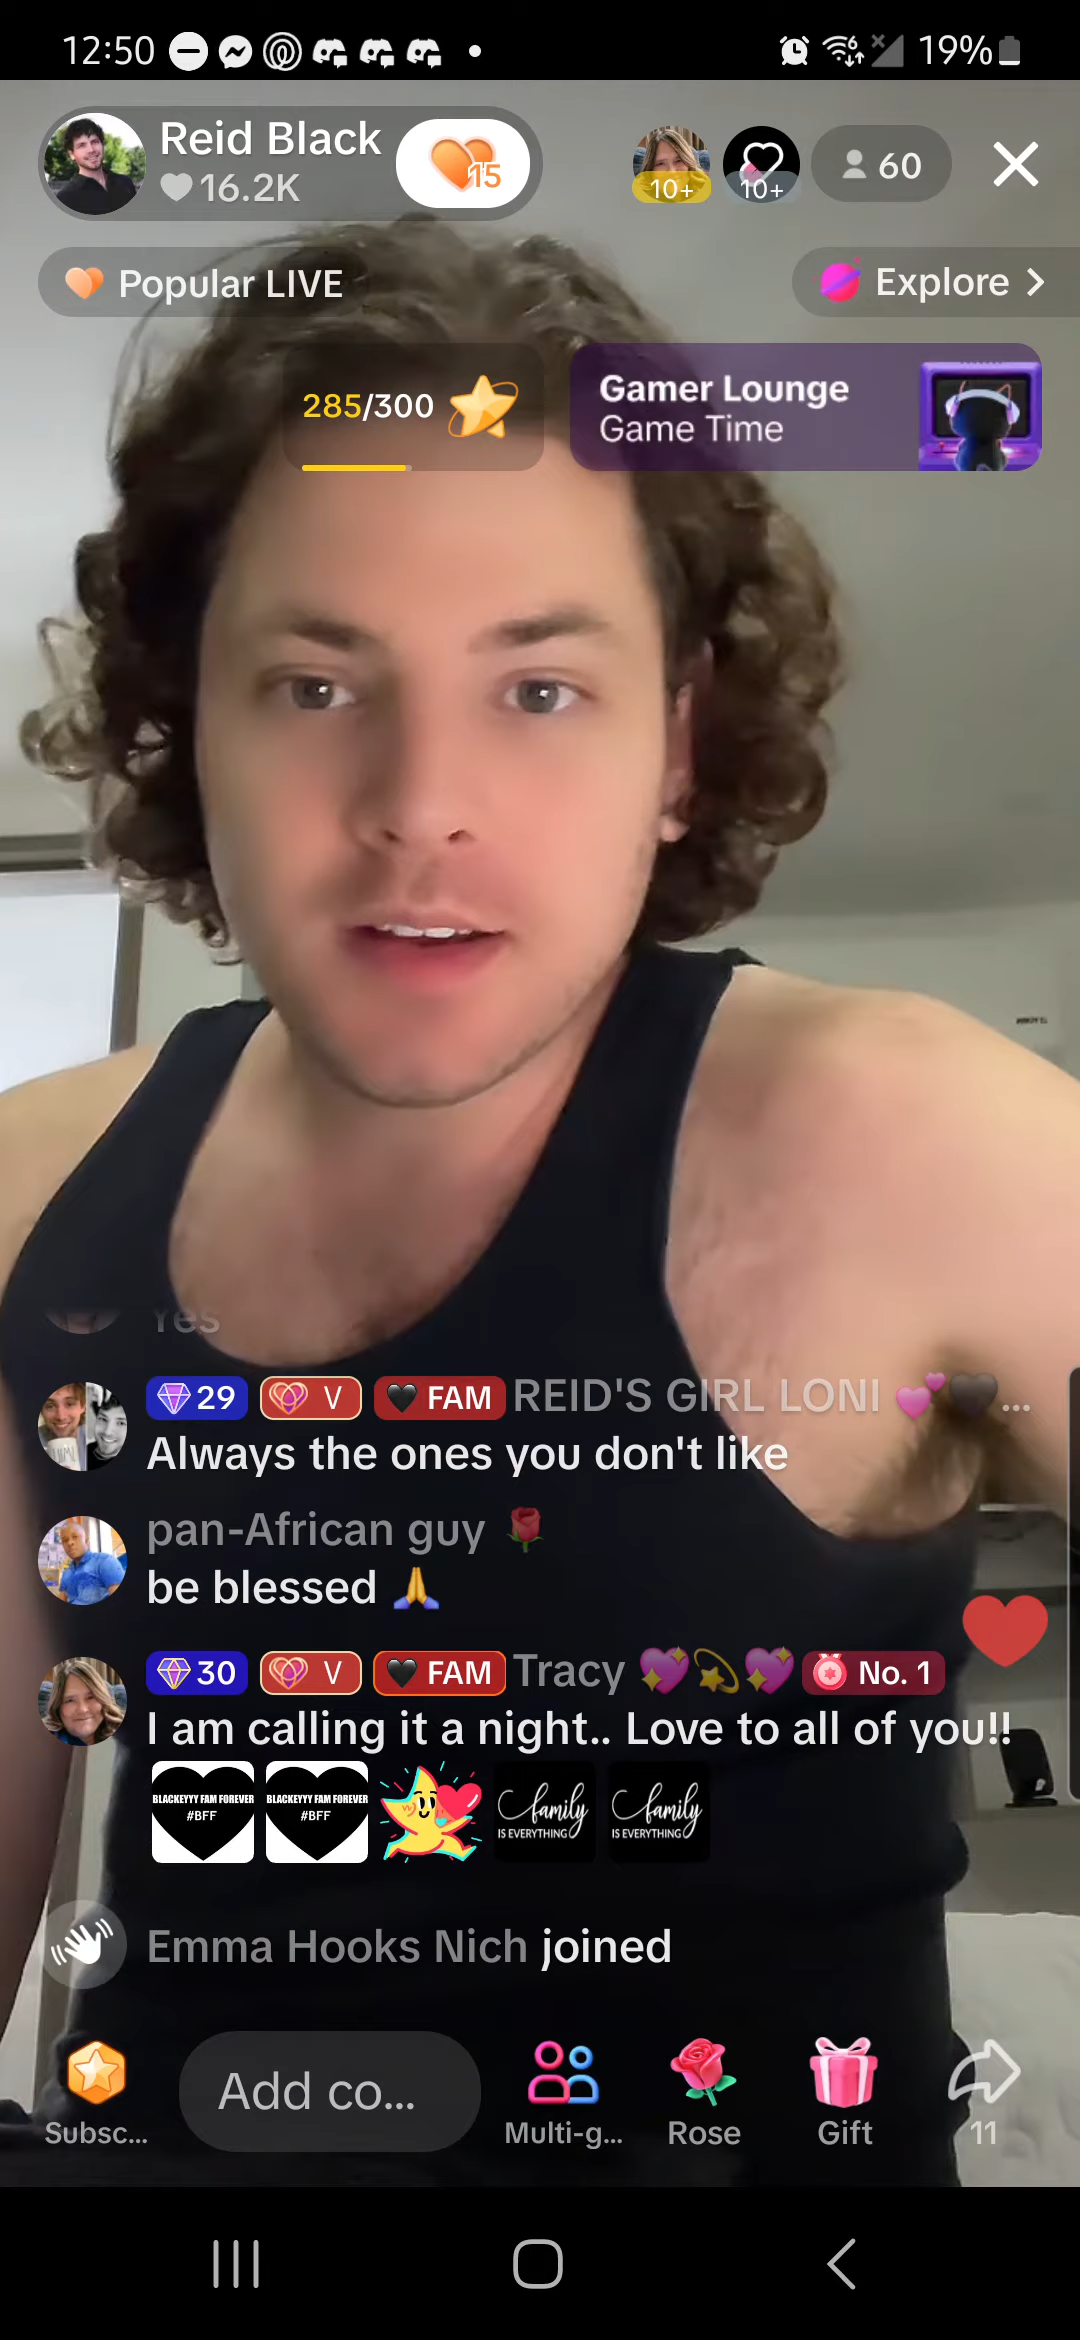 12:50
19%
Reid Black
16.2K
15
10+
10+
60
Popular LIVE
Explore
285/300
Gamer Lounge
Game Time
Yes
29 V FAM REID'S GIRL LONI 💕🖤...
Always the ones you don't like
pan-African guy 🌹
be blessed 🙏
30 V FAM Tracy 💖💫💖 No. 1
I am calling it a night.. Love to all of you!!
BLACKEYYY FAM FOREVER
#BFF
BLACKEYYY FAM FOREVER
#BFF
family
IS EVERYTHING
family
IS EVERYTHING
Emma Hooks Nich joined
Add co...
Subsc...
Multi-g...
Rose
Gift
11